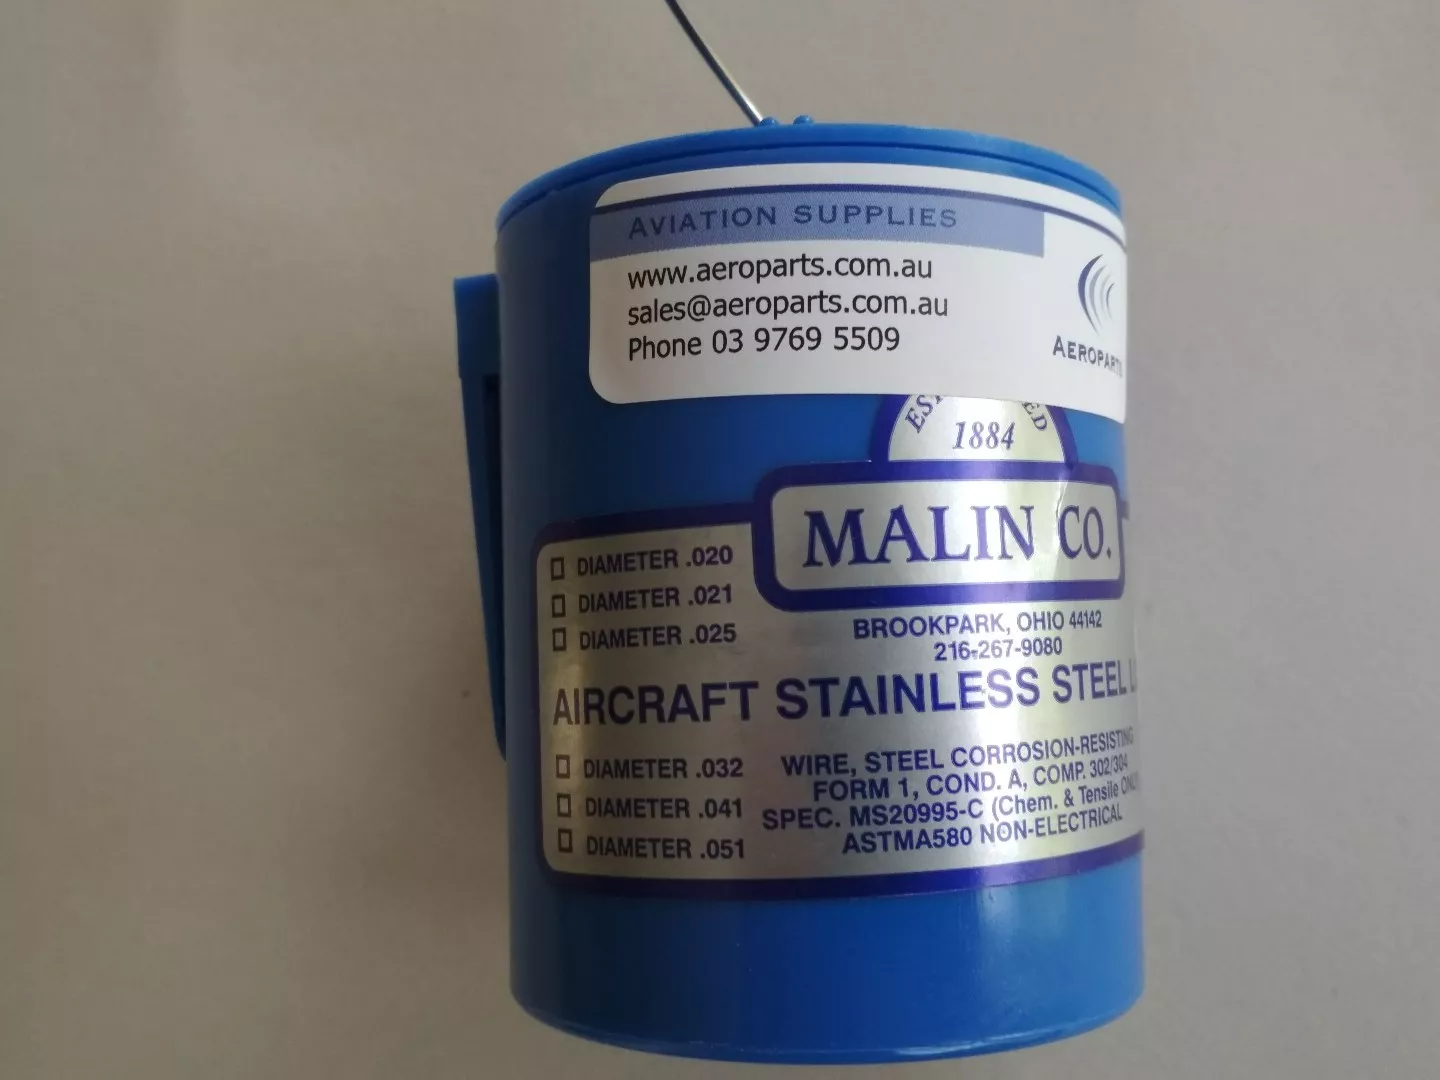 AVIATION SUPPLIES
www.aeroparts.com.au
sales@aeroparts.com.au
Phone 03 9769 5509
AEROPARTS
1884
MALIN CO.
BROOKPARK, OHIO 44142
216-267-9080
DIAMETER .020
DIAMETER .021
DIAMETER .025
AIRCRAFT STAINLESS STEEL
DIAMETER .032
DIAMETER .041
DIAMETER .051
WIRE, STEEL CORROSION-RESISTING
FORM 1, COND. A, COMP. 302/304
SPEC. MS20995-C (Chem. & Tensile ONLY)
ASTMA580 NON-ELECTRICAL